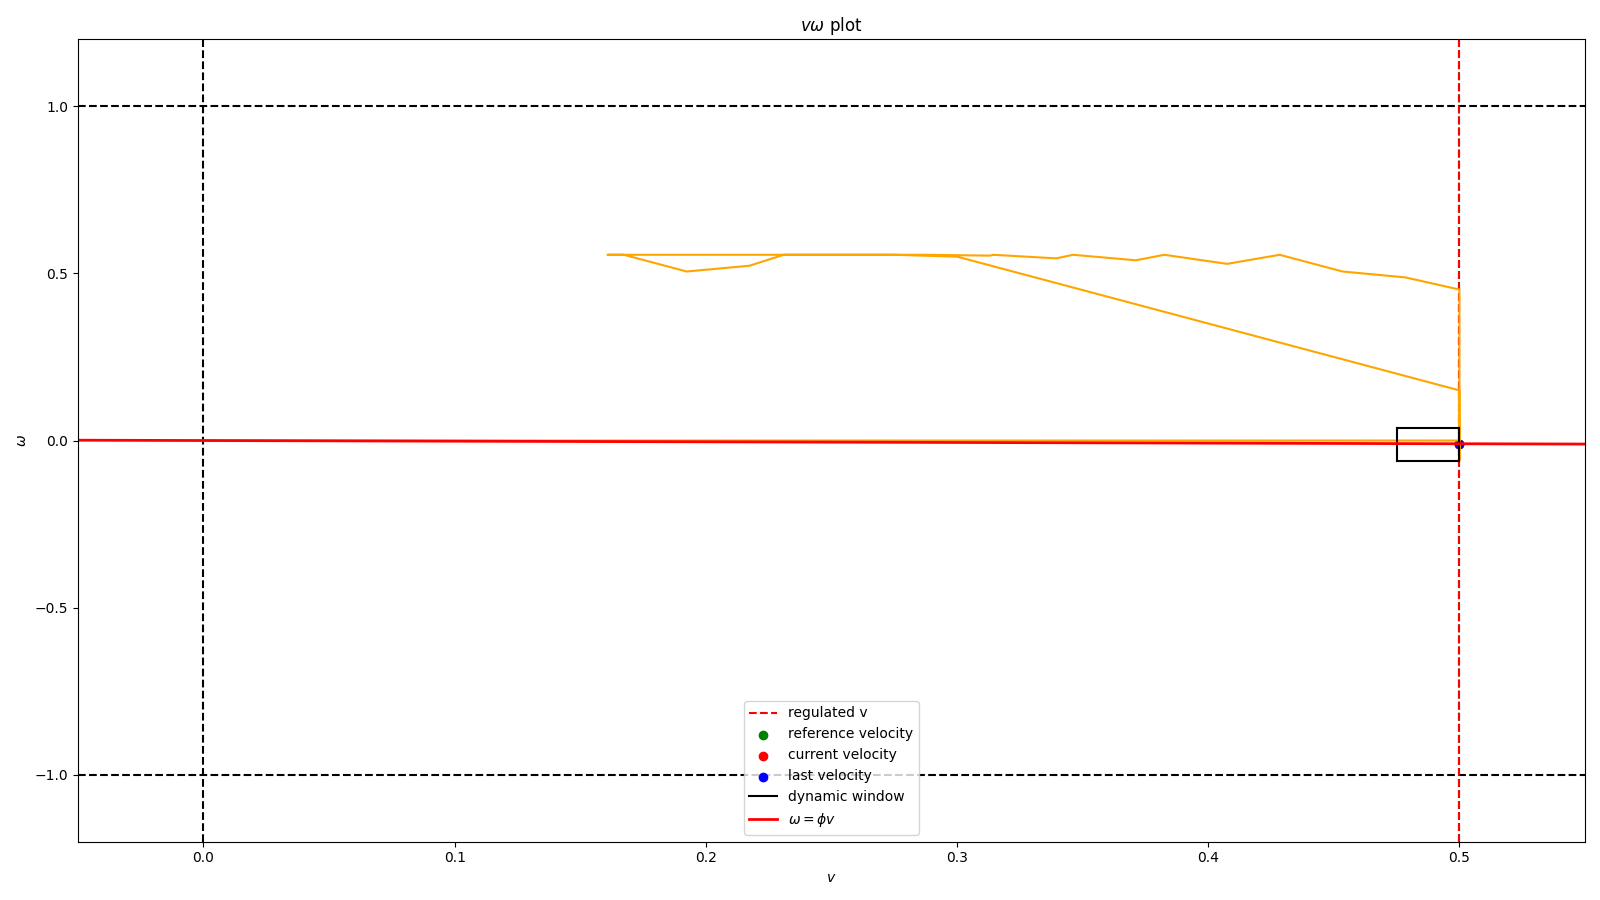 vω plot
1.0
0.5
0.0
−0.5
−1.0
ω
regulated v
reference velocity
current velocity
last velocity
dynamic window
ω = ϕv
0.0 0.1 0.2 0.3 0.4 0.5
v